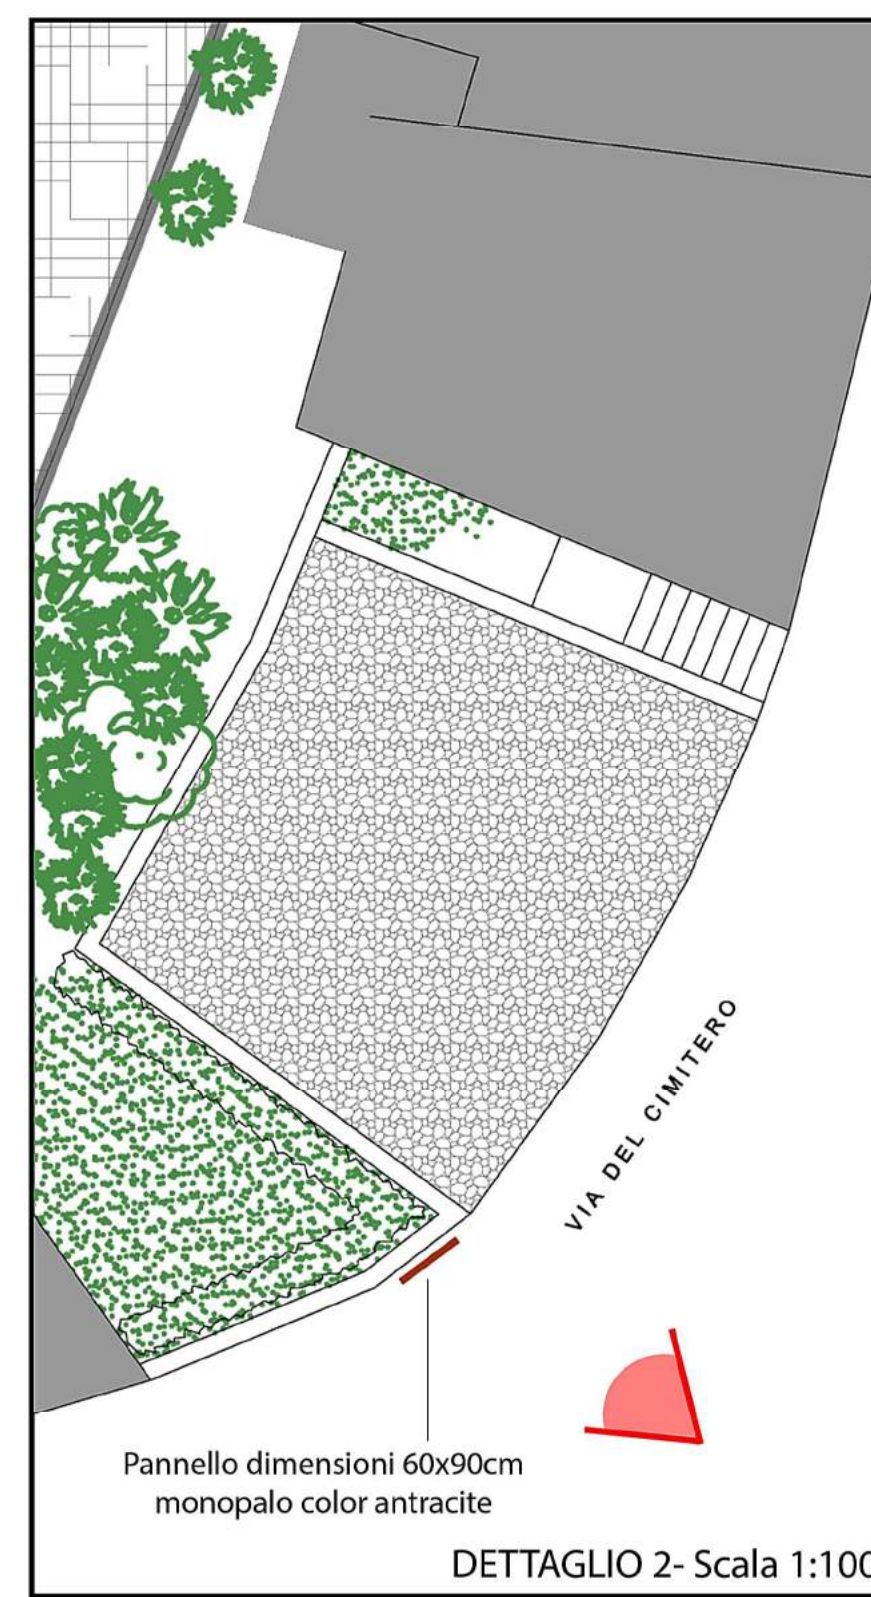 VIA DEL CIMITERO
Pannello dimensioni 60x90cm
monopalo color antracite
DETTAGLIO 2- Scala 1:100